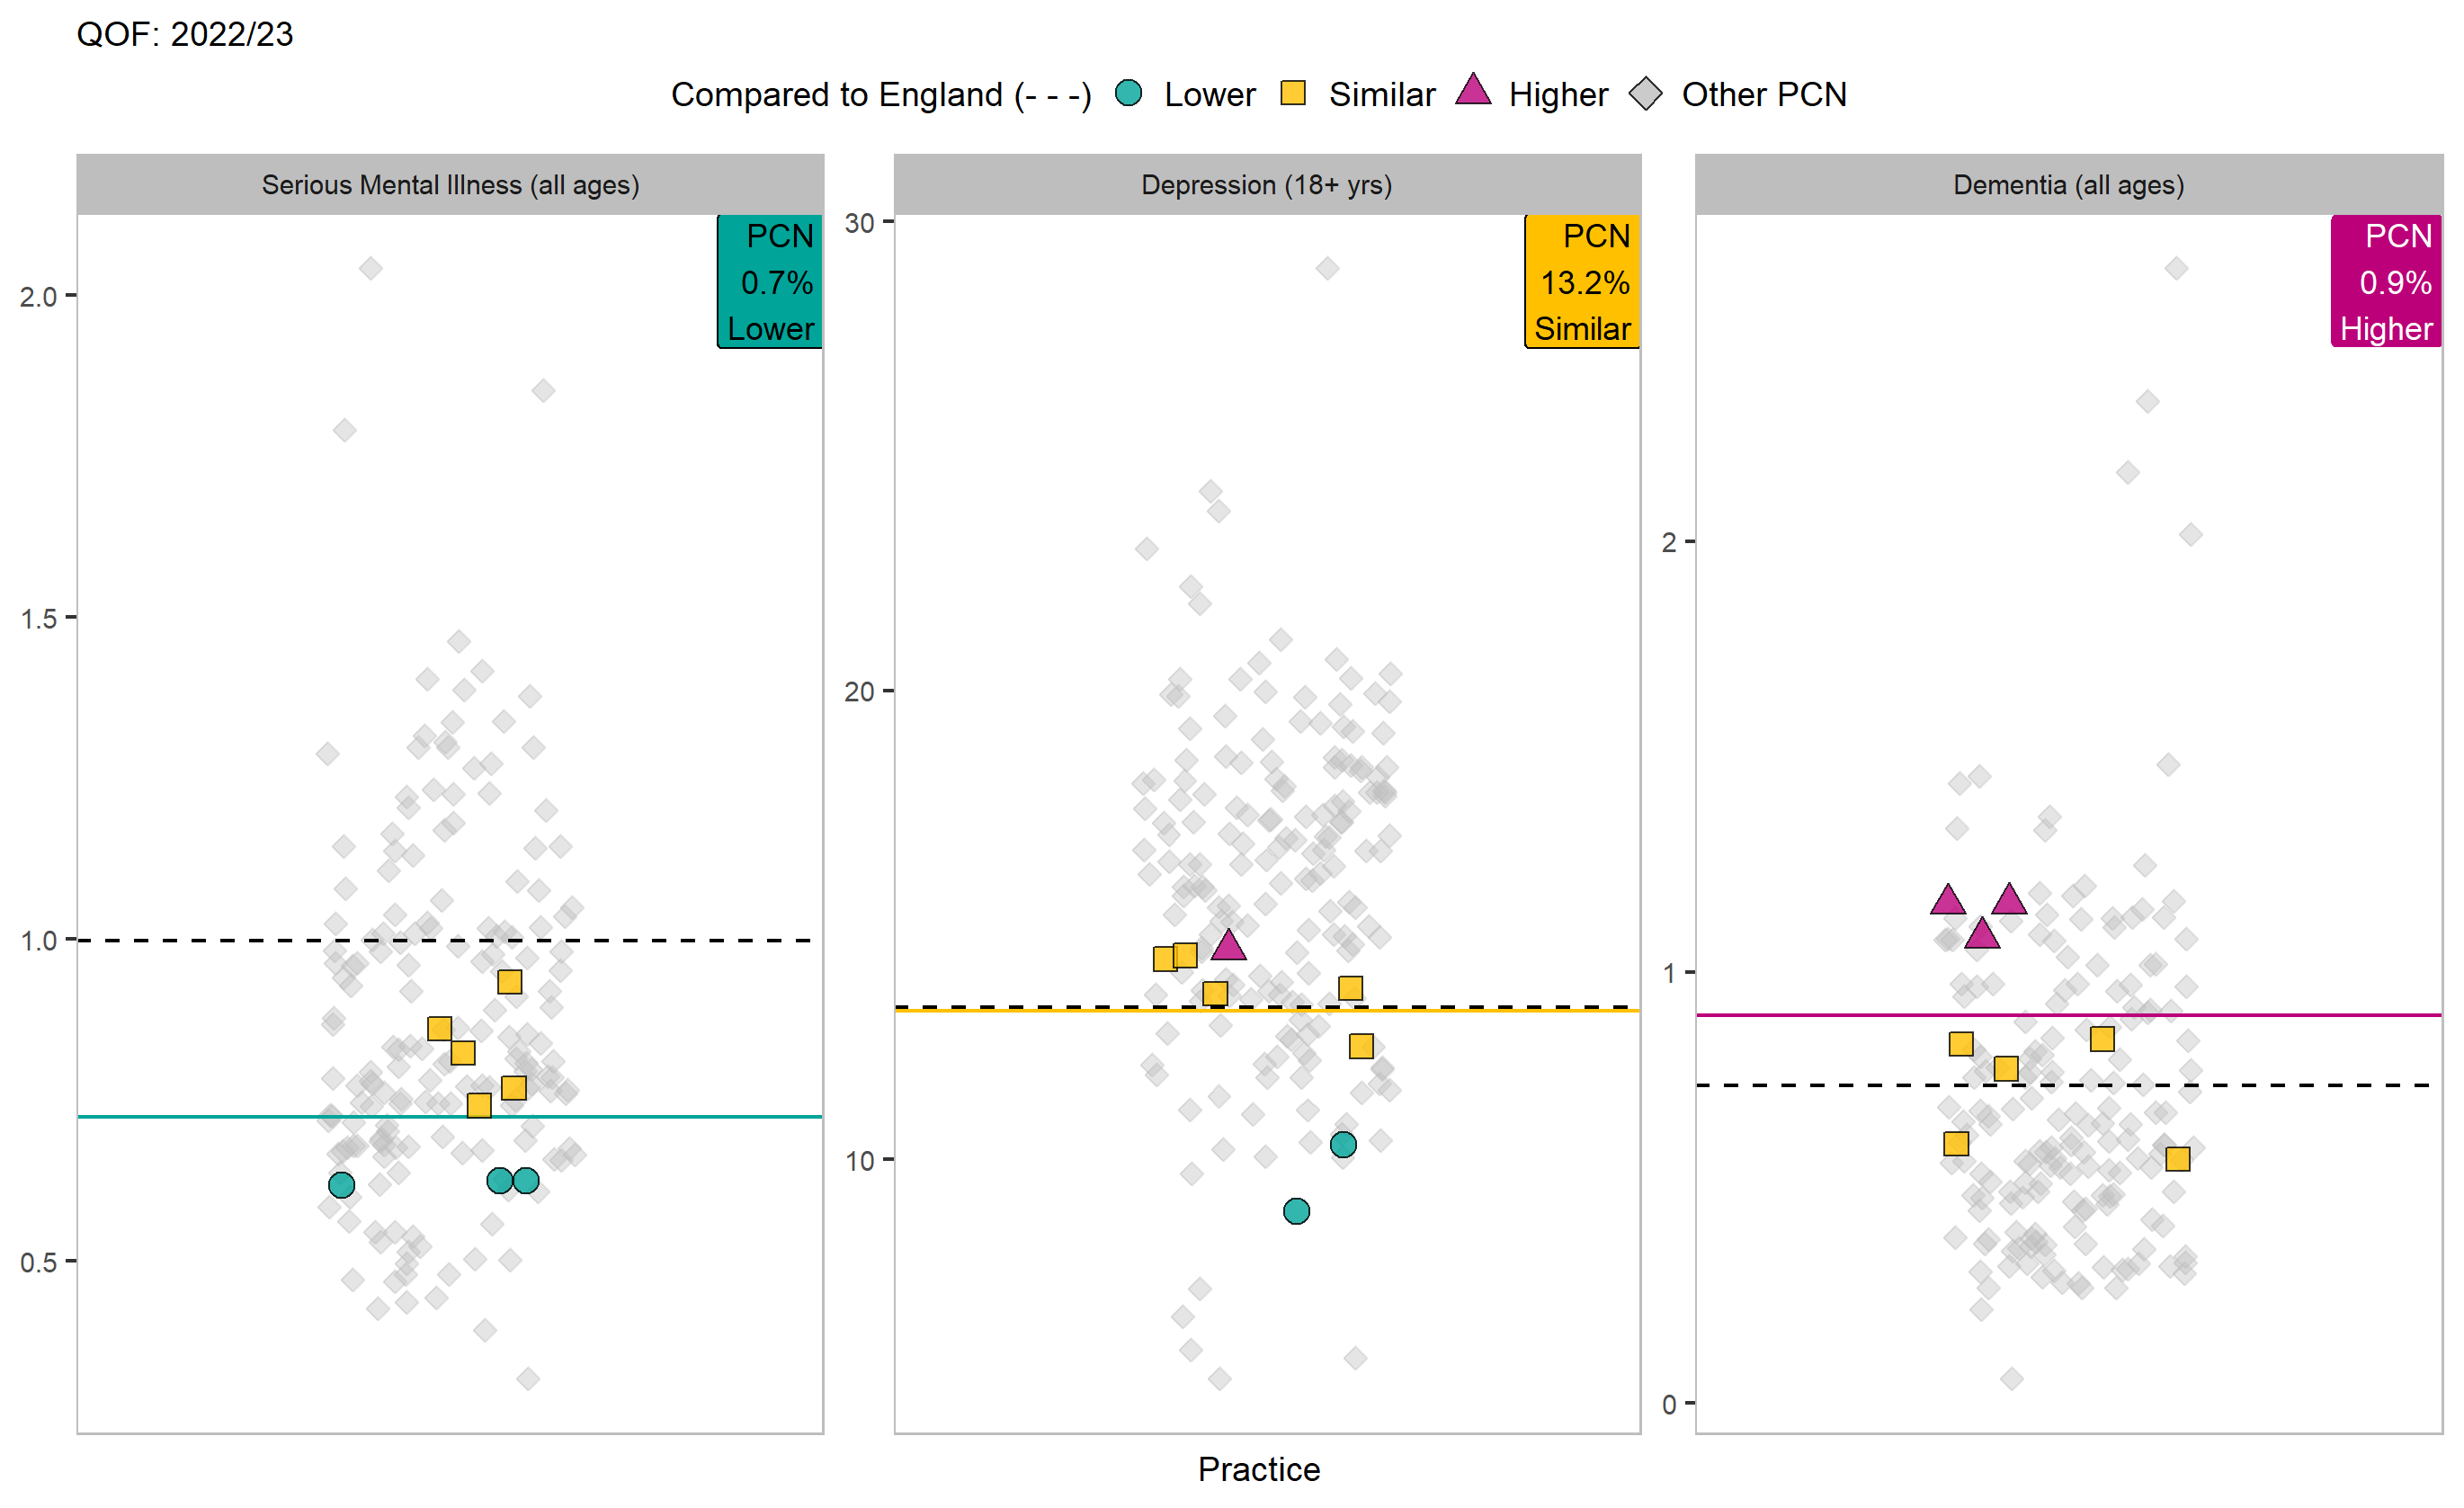 QOF: 2022/23
Compared to England (- - -) Lower Similar Higher Other PCN
Serious Mental Illness (all ages)
PCN
0.7%
Lower
2.0
1.5
1.0
0.5
Depression (18+ yrs)
PCN
13.2%
Similar
30
20
10
Dementia (all ages)
PCN
0.9%
Higher
2
1
0
Practice